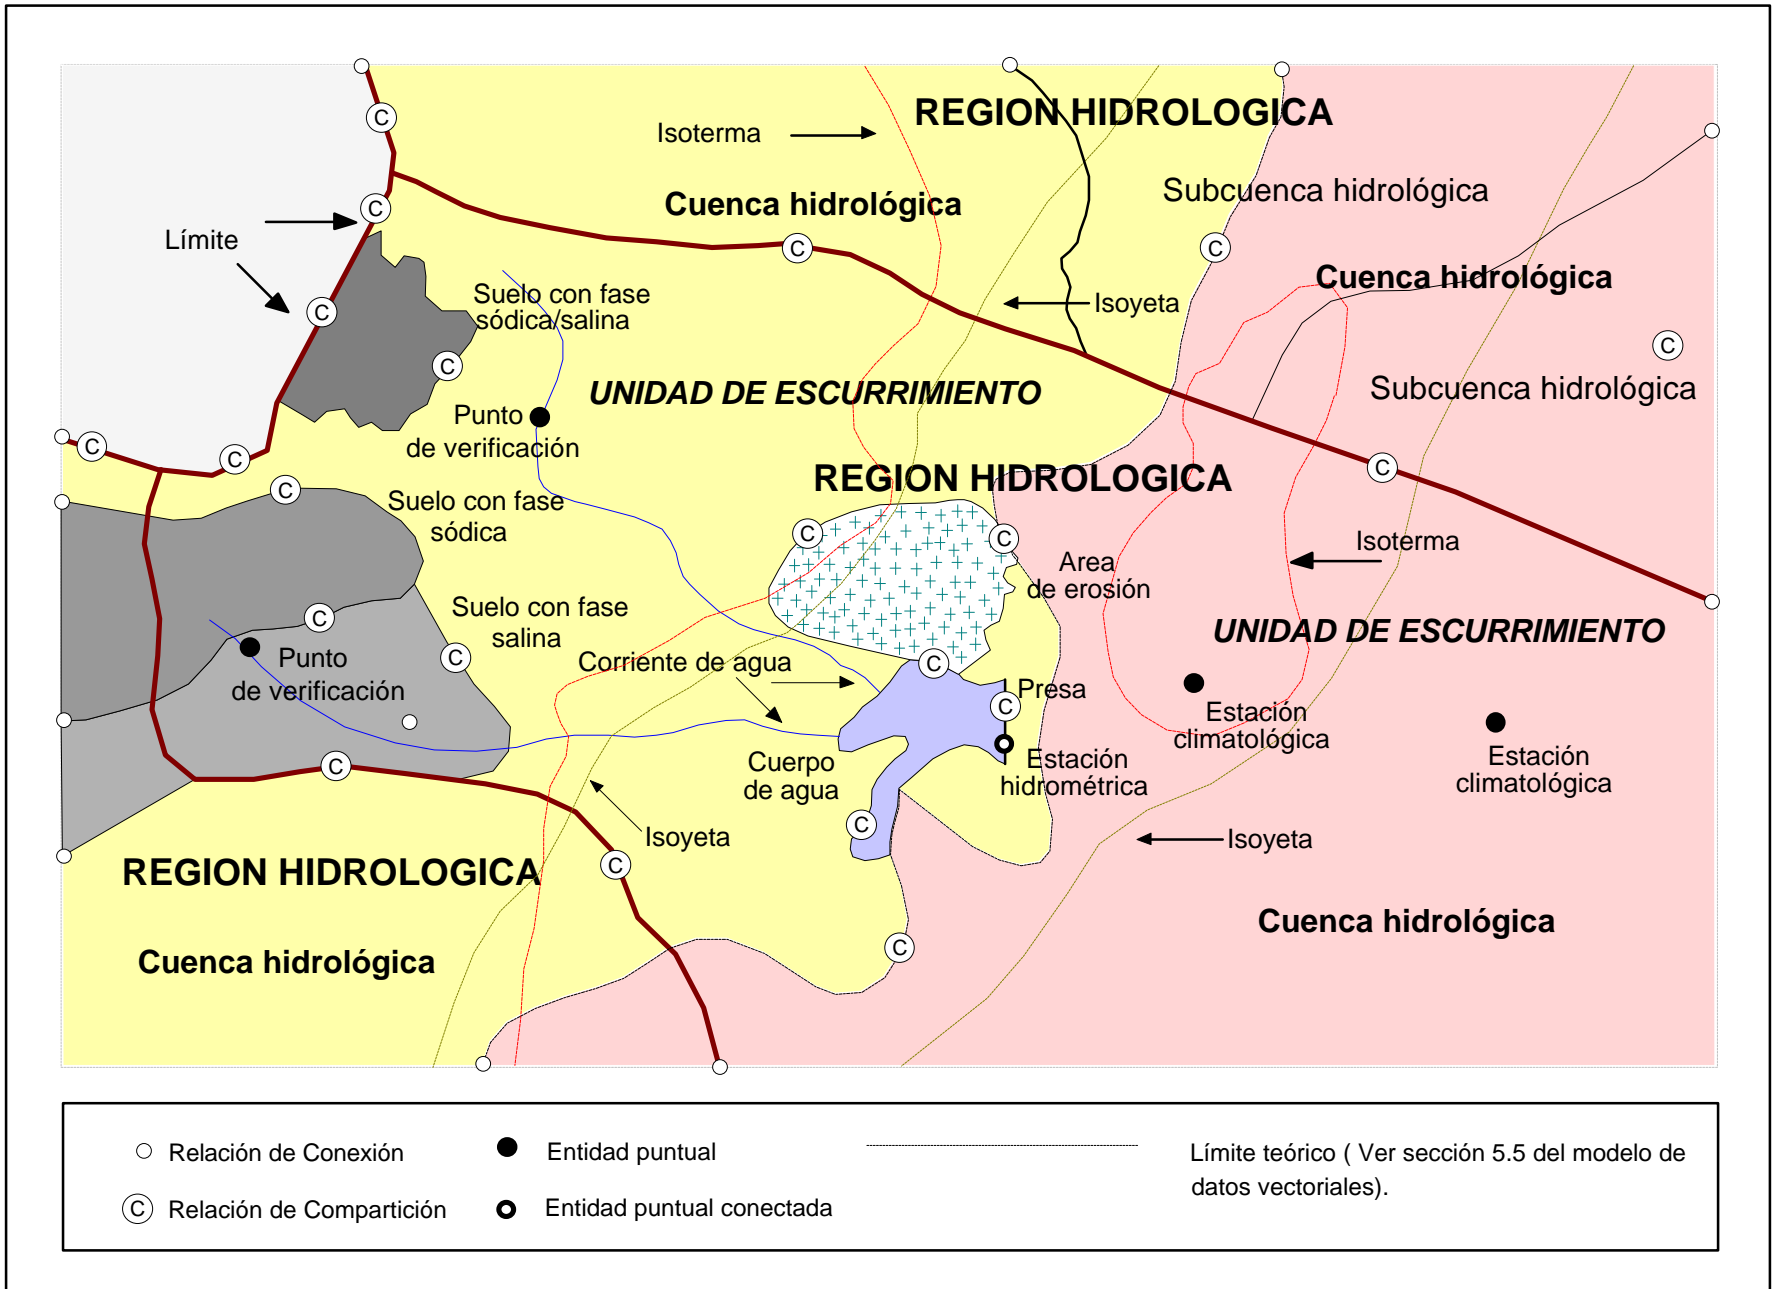 REGION HIDROLOGICA
Isoterma
C
Cuenca hidrológica
Subcuenca hidrológica
C
Límite
C
C
Cuenca hidrológica
Suelo con fase
sódica/salina
Isoyeta
C
C
C
UNIDAD DE ESCURRIMIENTO
Subcuenca hidrológica
Punto
de verificación
C
C
REGION HIDROLOGICA
C
C
Suelo con fase
sódica
C
C
Isoterma
Area
de erosión
C
Suelo con fase
salina
UNIDAD DE ESCURRIMIENTO
Punto
de verificación
C
Corriente de agua
C
Presa
C
Estación
climatológica
Estación
climatológica
Cuerpo
de agua
Estación
hidrométrica
C
C
Isoyeta
Isoyeta
REGION HIDROLOGICA
C
Cuenca hidrológica
C
Cuenca hidrológica
Relación de Conexión
Entidad puntual
Límite teórico ( Ver sección 5.5 del modelo de
datos vectoriales).
C
Relación de Compartición
Entidad puntual conectada